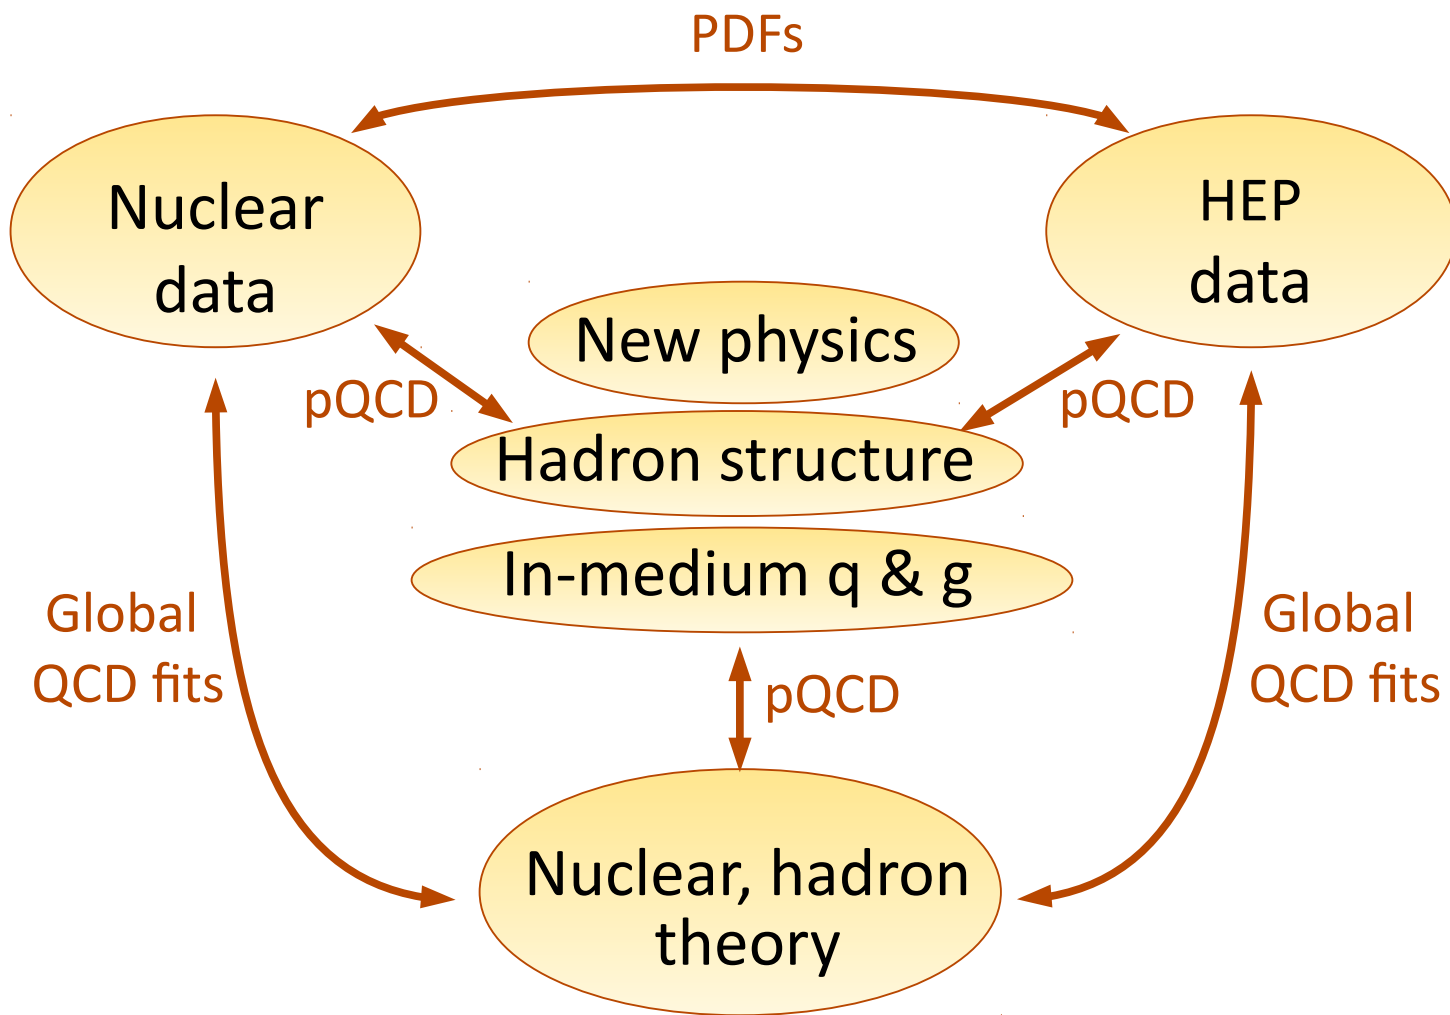 PDFs
Nuclear
data
HEP
data
New physics
pQCD
pQCD
Hadron structure
In-medium q & g
Global
QCD fits
Global
QCD fits
pQCD
Nuclear, hadron
theory